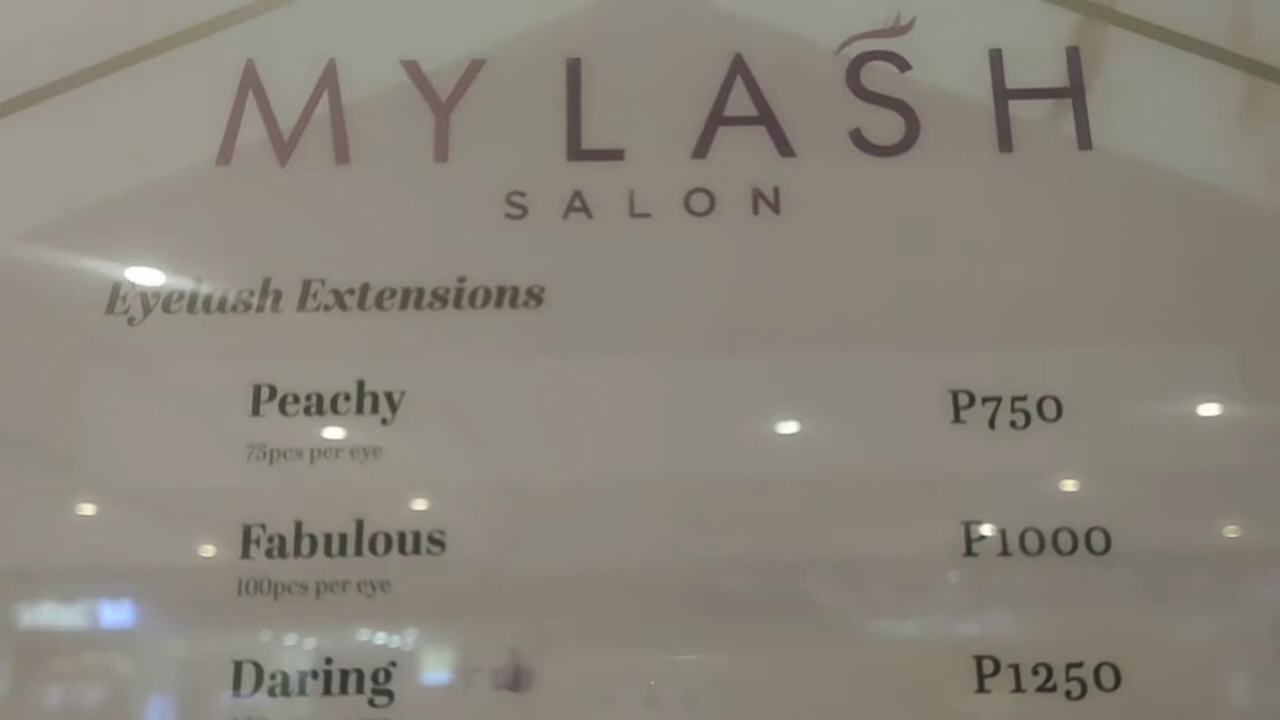 MYLASH
SALON
Eyelash Extensions
Peachy P750
75pcs per eye
Fabulous P1000
100pcs per eye
Daring P1250